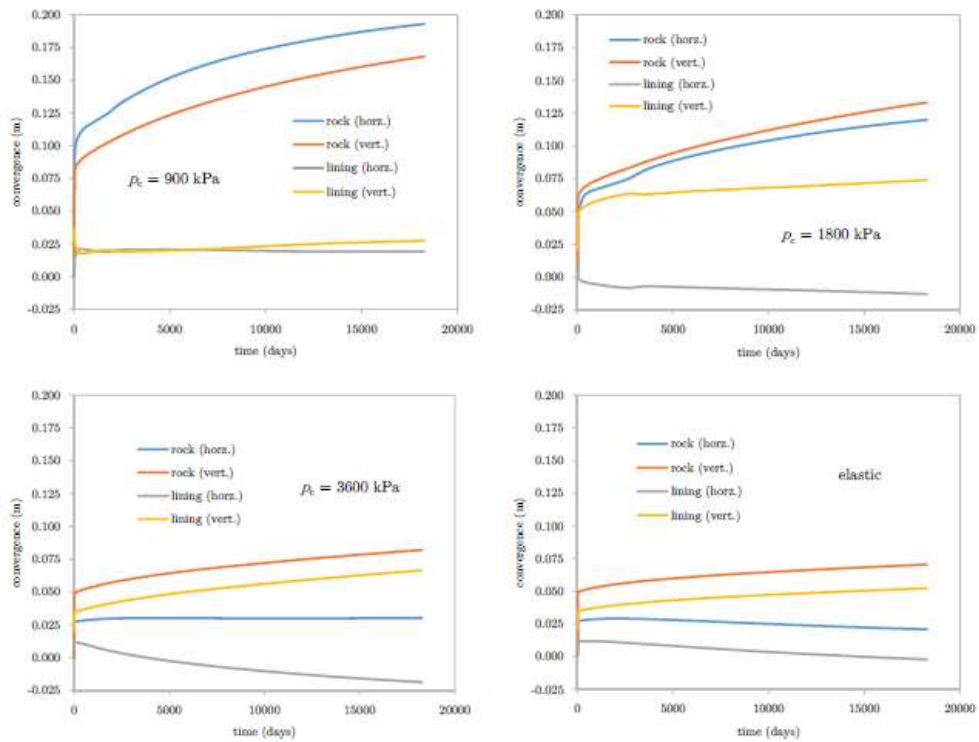 0.200
0.175
0.150
0.125
0.100
0.075
0.050
0.025
0.000
-0.025
convergence (m)
rock (horz.)
rock (vert.)
lining (horz.)
lining (vert.)
p_c = 900 kPa
0 5000 10000 15000 20000
time (days)
0.200
0.175
0.150
0.125
0.100
0.075
0.050
0.025
0.000
-0.025
convergence (m)
rock (horz.)
rock (vert.)
lining (horz.)
lining (vert.)
p_c = 1800 kPa
0 5000 10000 15000 20000
time (days)
0.200
0.175
0.150
0.125
0.100
0.075
0.050
0.025
0.000
-0.025
convergence (m)
rock (horz.)
rock (vert.)
lining (horz.)
lining (vert.)
p_c = 3600 kPa
0 5000 10000 15000 20000
time (days)
0.200
0.175
0.150
0.125
0.100
0.075
0.050
0.025
0.000
-0.025
convergence (m)
rock (horz.)
rock (vert.)
lining (horz.)
lining (vert.)
elastic
0 5000 10000 15000 20000
time (days)